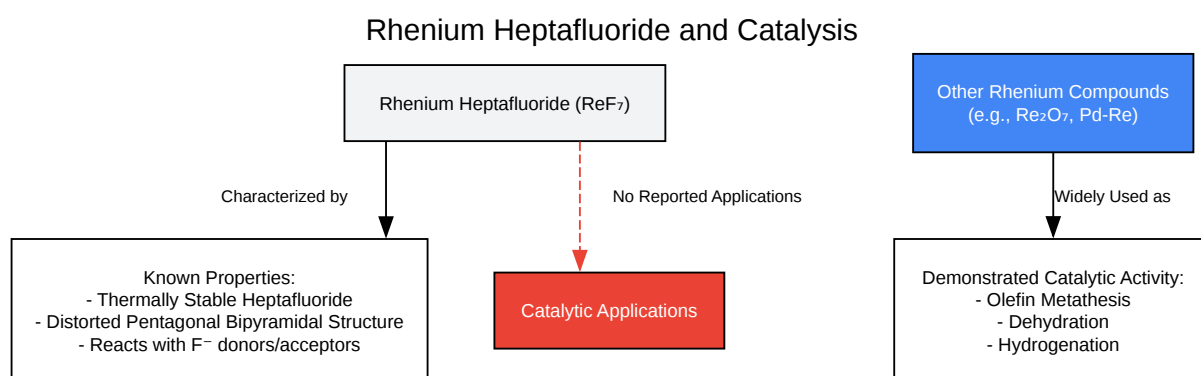 Rhenium Heptafluoride and Catalysis
Rhenium Heptafluoride (ReF₇)
Other Rhenium Compounds
(e.g., Re₂O₇, Pd-Re)
Characterized by
No Reported Applications
Widely Used as
Known Properties:
- Thermally Stable Heptafluoride
- Distorted Pentagonal Bipyramidal Structure
- Reacts with F⁻ donors/acceptors
Catalytic Applications
Demonstrated Catalytic Activity:
- Olefin Metathesis
- Dehydration
- Hydrogenation